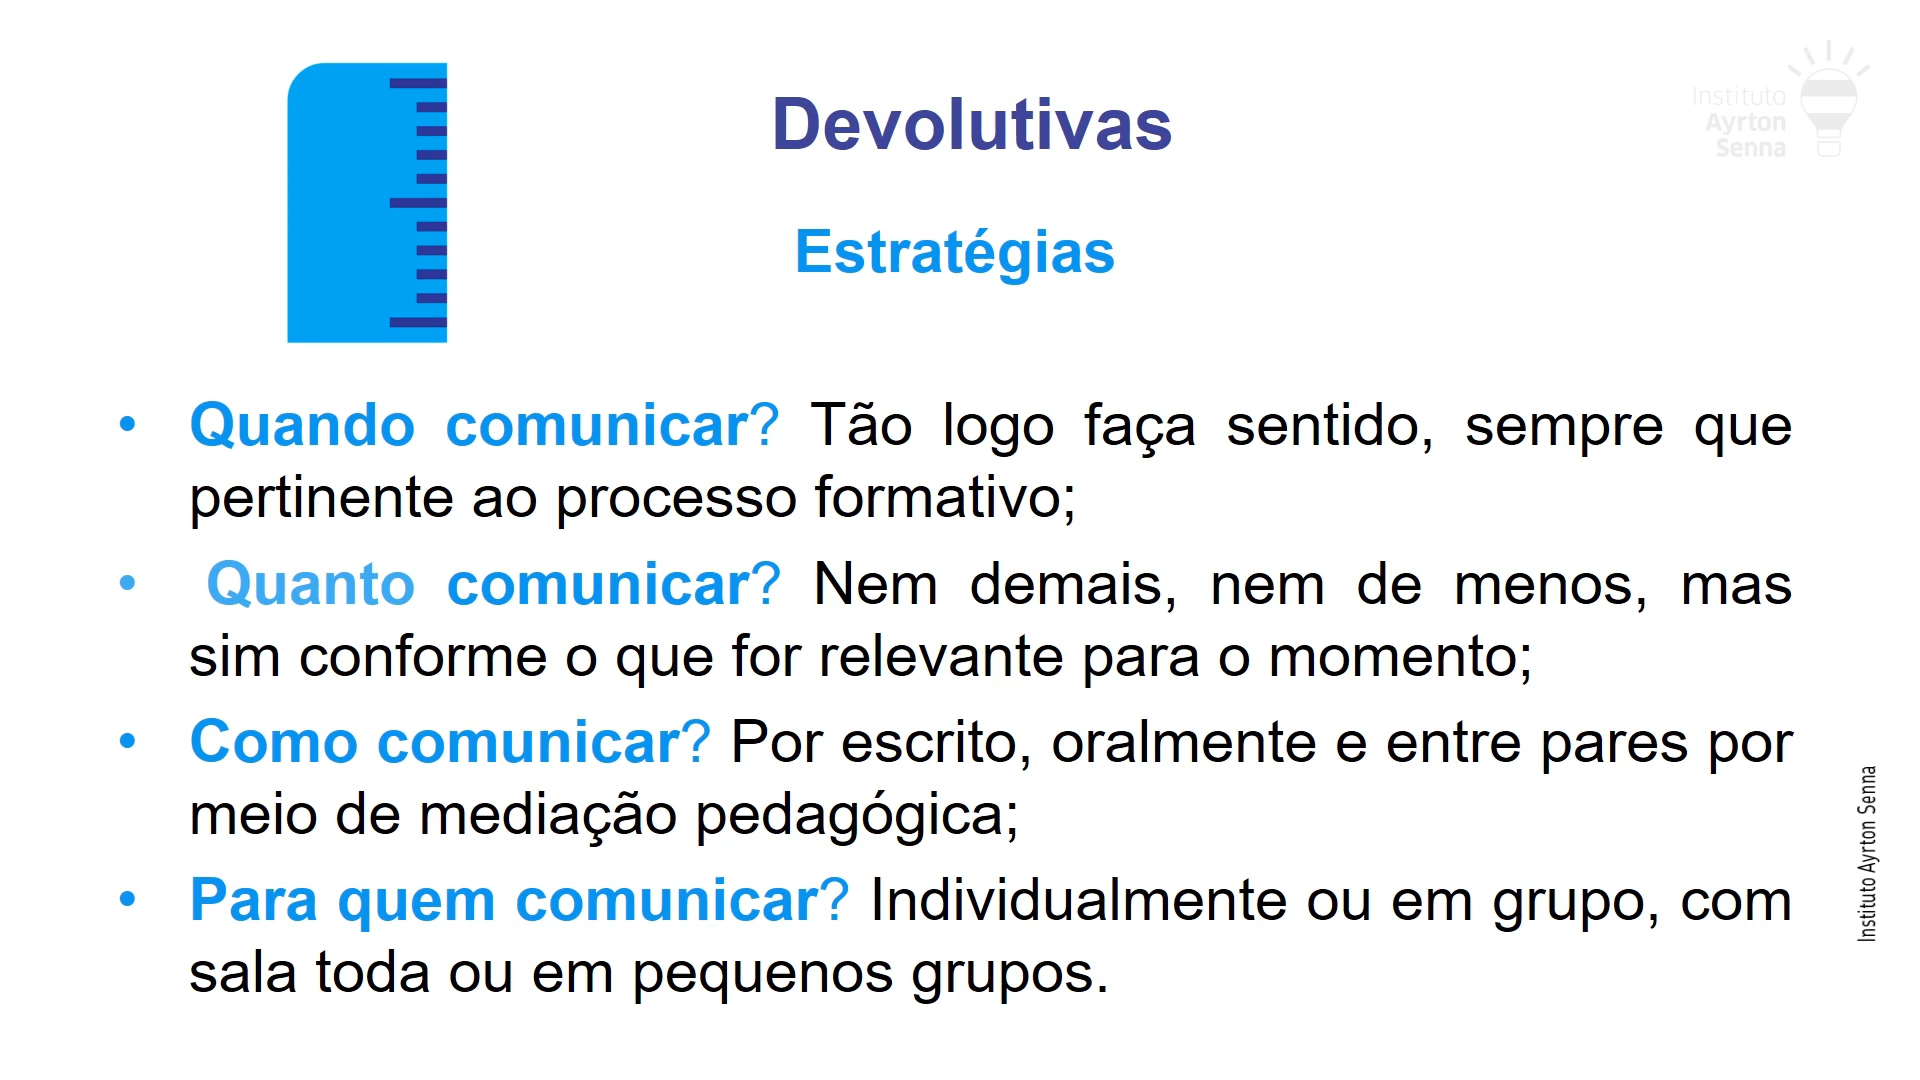 Instituto
Ayrton
Senna
Devolutivas
Estratégias
• Quando comunicar? Tão logo faça sentido, sempre que
pertinente ao processo formativo;
• Quanto comunicar? Nem demais, nem de menos, mas
sim conforme o que for relevante para o momento;
• Como comunicar? Por escrito, oralmente e entre pares por
meio de mediação pedagógica;
• Para quem comunicar? Individualmente ou em grupo, com
sala toda ou em pequenos grupos.
Instituto Ayrton Senna